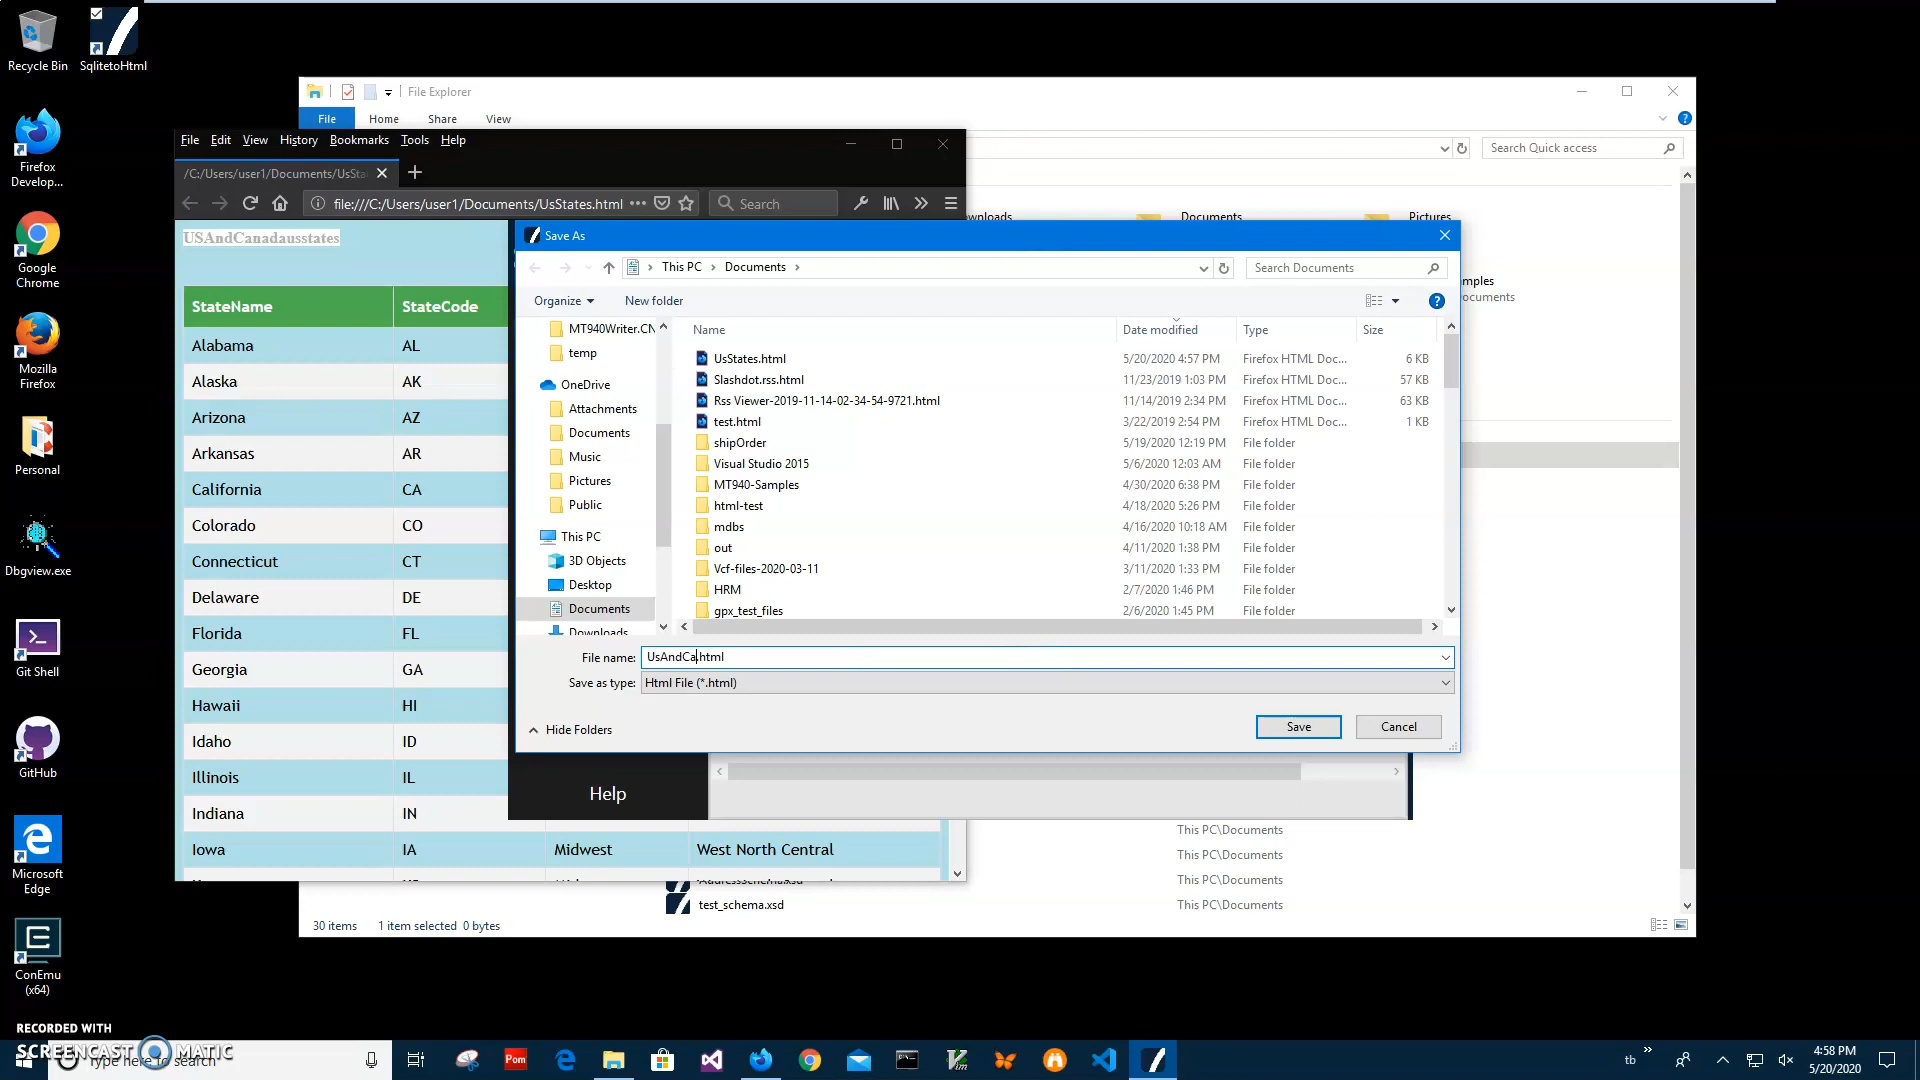 Recycle Bin
SqlitetoHtml
Firefox
Develop...
Google
Chrome
Mozilla
Firefox
Personal
Dbgview.exe
Git Shell
GitHub
Microsoft
Edge
ConEmu
(x64)
File Explorer
File Home Share View
Search Quick access
File Edit View History Bookmarks Tools Help
/C:/Users/user1/Documents/UsSta
file:///C:/Users/user1/Documents/UsStates.html
Search
USAndCanadausstates
StateName StateCode
Alabama AL
Alaska AK
Arizona AZ
Arkansas AR
California CA
Colorado CO
Connecticut CT
Delaware DE
Florida FL
Georgia GA
Hawaii HI
Idaho ID
Illinois IL
Indiana IN
Iowa IA Midwest West North Central
Documents Pictures
Save As
This PC Documents
Search Documents
Organize New folder
MT940Writer.CN
temp
OneDrive
Attachments
Documents
Music
Pictures
Public
This PC
3D Objects
Desktop
Documents
Downloads
Name Date modified Type Size
UsStates.html 5/20/2020 4:57 PM Firefox HTML Doc... 6 KB
Slashdot.rss.html 11/23/2019 1:03 PM Firefox HTML Doc... 57 KB
Rss Viewer-2019-11-14-02-34-54-9721.html 11/14/2019 2:34 PM Firefox HTML Doc... 63 KB
test.html 3/22/2019 2:54 PM Firefox HTML Doc... 1 KB
shipOrder 5/19/2020 12:19 PM File folder
Visual Studio 2015 5/6/2020 12:03 AM File folder
MT940-Samples 4/30/2020 6:38 PM File folder
html-test 4/18/2020 5:26 PM File folder
mdbs 4/16/2020 10:18 AM File folder
out 4/11/2020 1:38 PM File folder
Vcf-files-2020-03-11 3/11/2020 1:33 PM File folder
HRM 2/7/2020 1:46 PM File folder
gpx_test_files 2/6/2020 1:45 PM File folder
File name: UsAndCa.html
Save as type: Html File (*.html)
Hide Folders
Save Cancel
Help
This PC\Documents
This PC\Documents
This PC\Documents
test_schema.xsd This PC\Documents
30 items 1 item selected 0 bytes
RECORDED WITH
SCREENCAST MATIC
Type here to search
Pom
tb
4:58 PM
5/20/2020